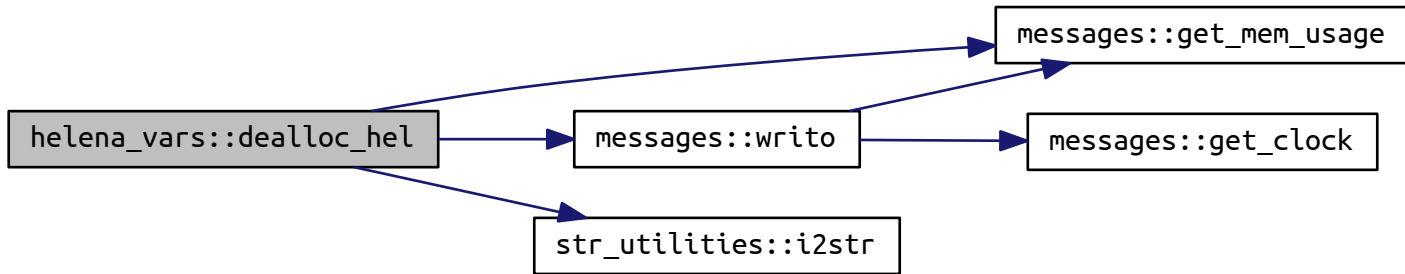 messages::get_mem_usage
helena_vars::dealloc_hel
messages::writo
messages::get_clock
str_utilities::i2str